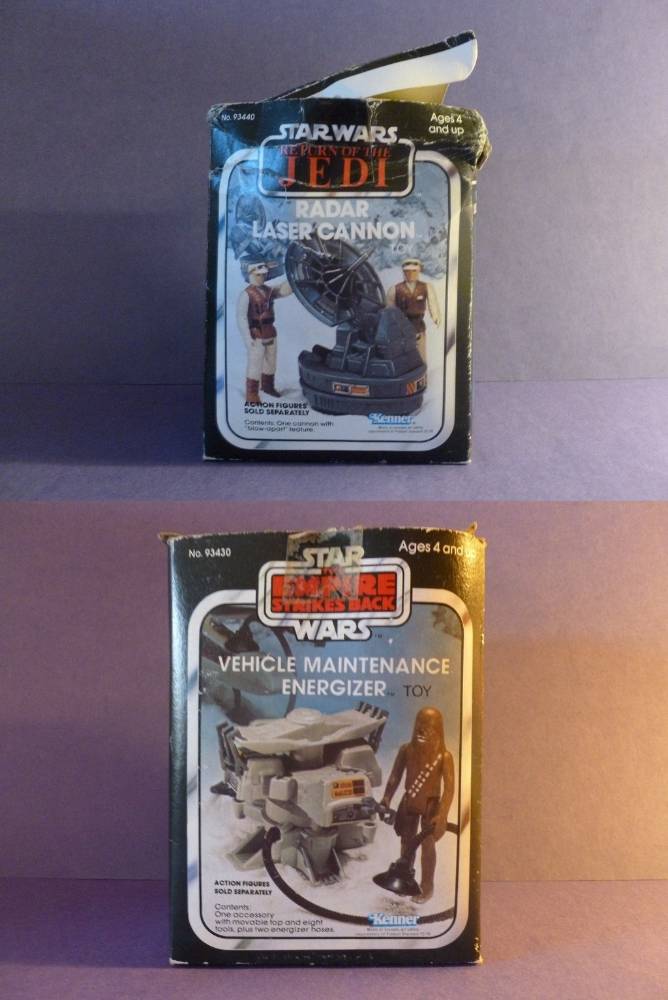 No. 93440
Ages 4
and up
STAR WARS
RETURN OF THE
JEDI
RADAR
LASER CANNON™
TOY
ACTION FIGURES
SOLD SEPARATELY
Contents: One cannon with
"blow-apart" feature.
Kenner
No. 93430
Ages 4 and up
STAR
THE
EMPIRE
STRIKES BACK
WARS™
VEHICLE MAINTENANCE
ENERGIZER™ TOY
ACTION FIGURES
SOLD SEPARATELY
Contents:
One accessory
with movable top and eight
tools, plus two energizer hoses.
Kenner